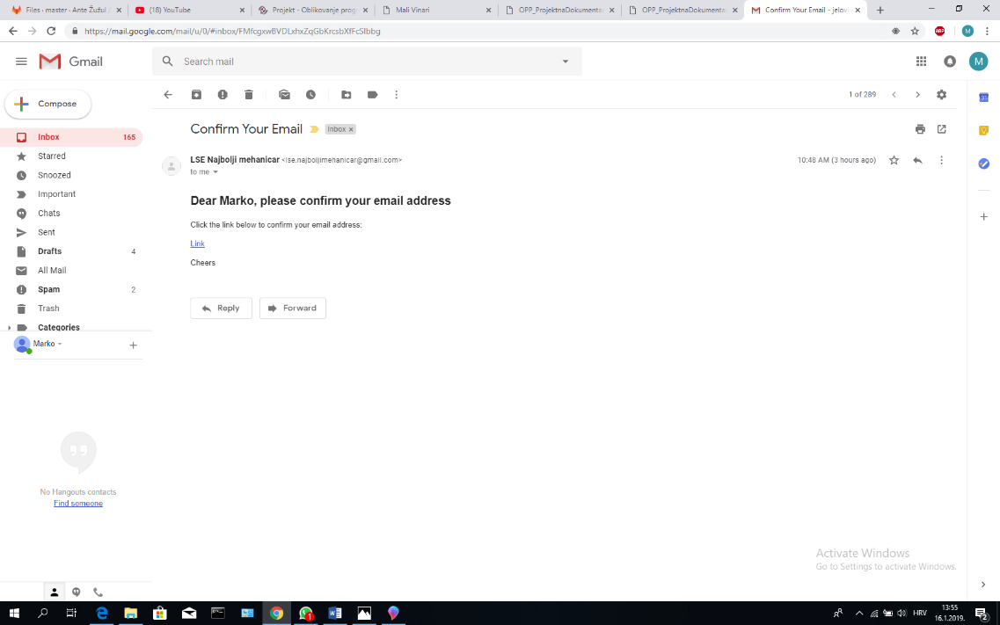 Files · master · Ante Žužul /
(18) YouTube
Projekt - Oblikovanje prog
Mali Vinari
OPP_ProjektnaDokumenta
OPP_ProjektnaDokumenta
Confirm Your Email - jelov
https://mail.google.com/mail/u/0/#inbox/FMfcgxwBVDLxhxZqGbKrcsbXfFcSlbbg
ABP
M
Gmail
Search mail
M
Compose
1 of 289
31
Confirm Your Email
Inbox x
Inbox 165
Starred
Snoozed
Important
Chats
Sent
Drafts 4
All Mail
Spam 2
Trash
Categories
LSE Najbolji mehanicar <lse.najboljimehanicar@gmail.com>
10:48 AM (3 hours ago)
to me
Dear Marko, please confirm your email address
Click the link below to confirm your email address:
Link
Cheers
Reply
Forward
Marko
No Hangouts contacts
Find someone
Activate Windows
Go to Settings to activate Windows.
1
HRV
13:55
16.1.2019.
2